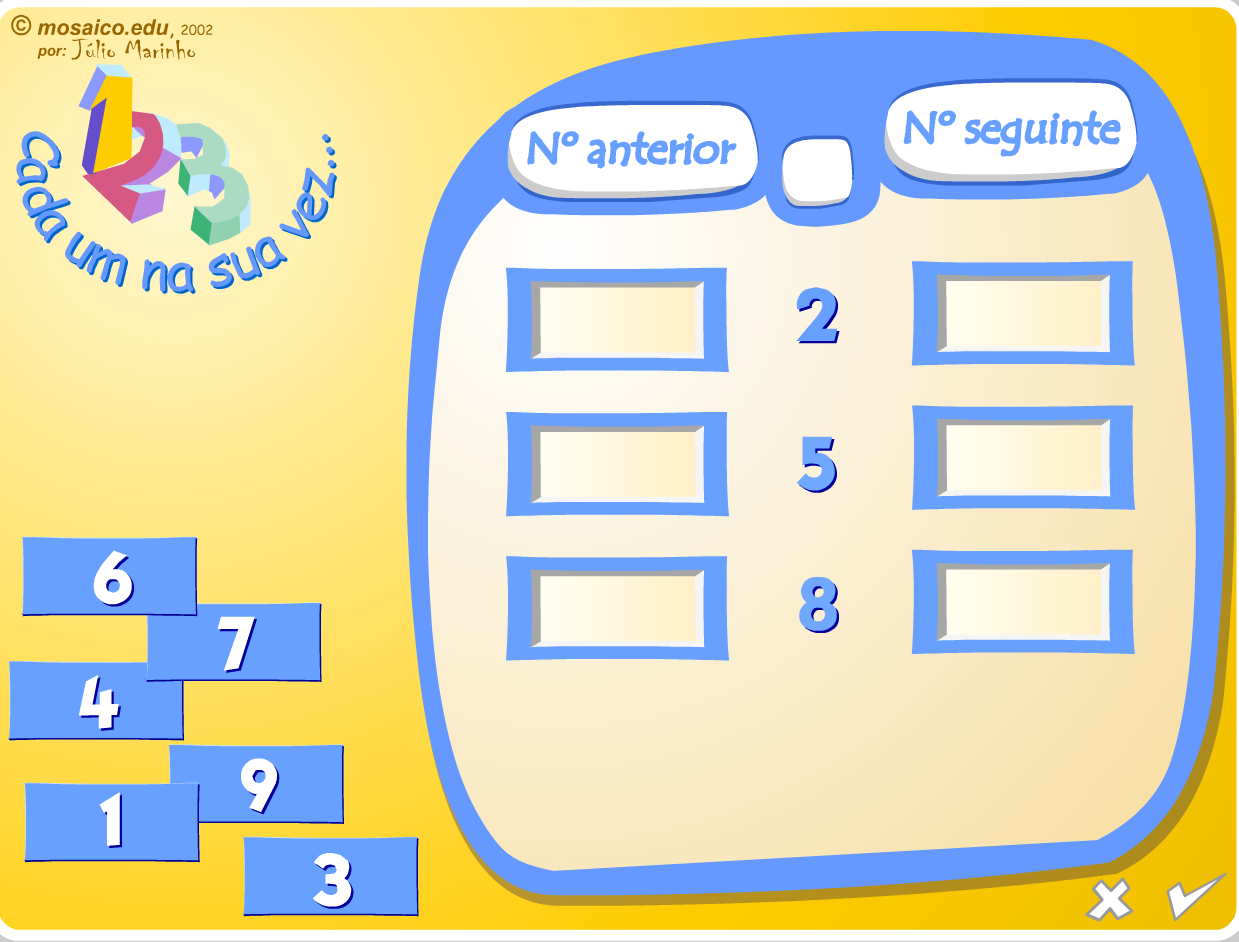 © mosaico.edu, 2002
por: Júlio Marinho
123
Cada um na sua vez...
Nº anterior
Nº seguinte
2
5
8
6
7
4
9
1
3